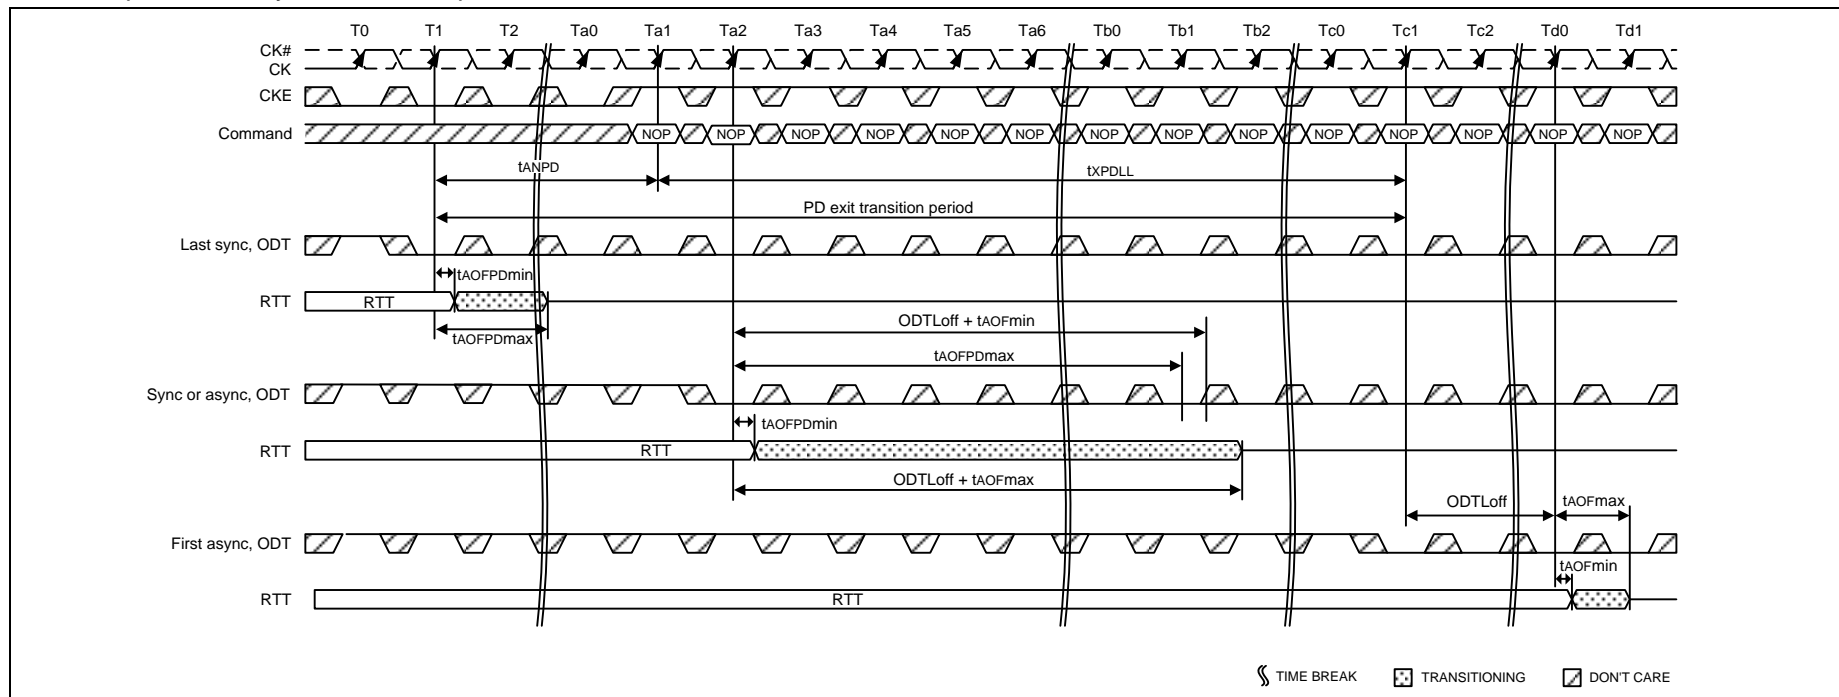 T0 T1 T2 Ta0 Ta1 Ta2 Ta3 Ta4 Ta5 Ta6 Tb0 Tb1 Tb2 Tc0 Tc1 Tc2 Td0 Td1
CK#
CK
CKE
Command NOP NOP NOP NOP NOP NOP NOP NOP NOP NOP NOP NOP NOP NOP
tANPD tXPDLL
PD exit transition period
Last sync, ODT
tAOFPDmin
RTT RTT
tAOFPDmax
ODTLoff + tAOFmin
tAOFPDmax
Sync or async, ODT
tAOFPDmin
RTT RTT
ODTLoff + tAOFmax
ODTLoff tAOFmax
First async, ODT
tAOFmin
RTT RTT
TIME BREAK TRANSITIONING DON'T CARE